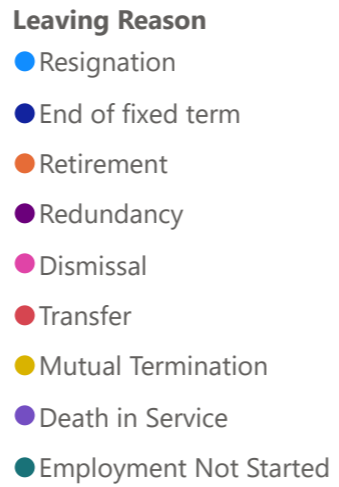 Leaving Reason
Resignation
End of fixed term
Retirement
Redundancy
Dismissal
Transfer
Mutual Termination
Death in Service
Employment Not Started